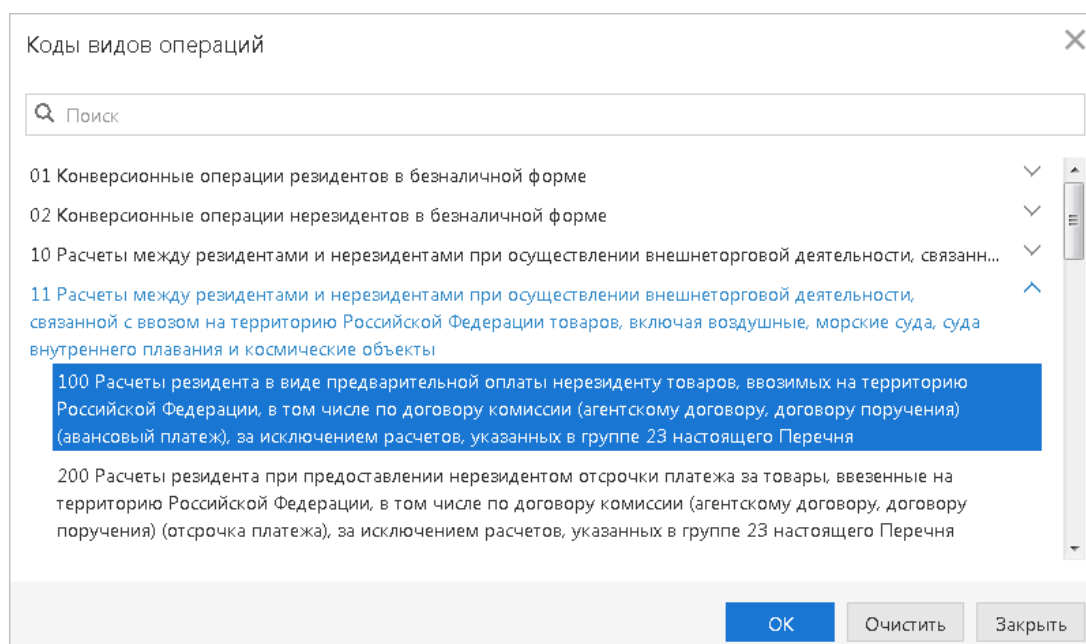 Коды видов операций
Поиск
01 Конверсионные операции резидентов в безналичной форме
02 Конверсионные операции нерезидентов в безналичной форме
10 Расчеты между резидентами и нерезидентами при осуществлении внешнеторговой деятельности, связанн...
11 Расчеты между резидентами и нерезидентами при осуществлении внешнеторговой деятельности,
связанной с ввозом на территорию Российской Федерации товаров, включая воздушные, морские суда, суда
внутреннего плавания и космические объекты
100 Расчеты резидента в виде предварительной оплаты нерезиденту товаров, ввозимых на территорию
Российской Федерации, в том числе по договору комиссии (агентскому договору, договору поручения)
(авансовый платеж), за исключением расчетов, указанных в группе 23 настоящего Перечня
200 Расчеты резидента при предоставлении нерезидентом отсрочки платежа за товары, ввезенные на
территорию Российской Федерации, в том числе по договору комиссии (агентскому договору, договору
поручения) (отсрочка платежа), за исключением расчетов, указанных в группе 23 настоящего Перечня
ОК
Очистить
Закрыть